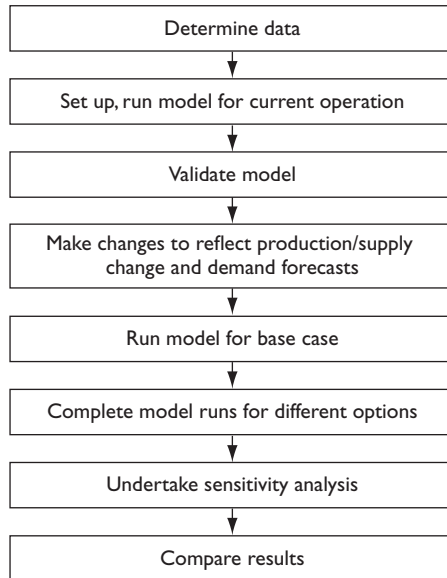 Determine data
Set up, run model for current operation
Validate model
Make changes to reflect production/supply
change and demand forecasts
Run model for base case
Complete model runs for different options
Undertake sensitivity analysis
Compare results